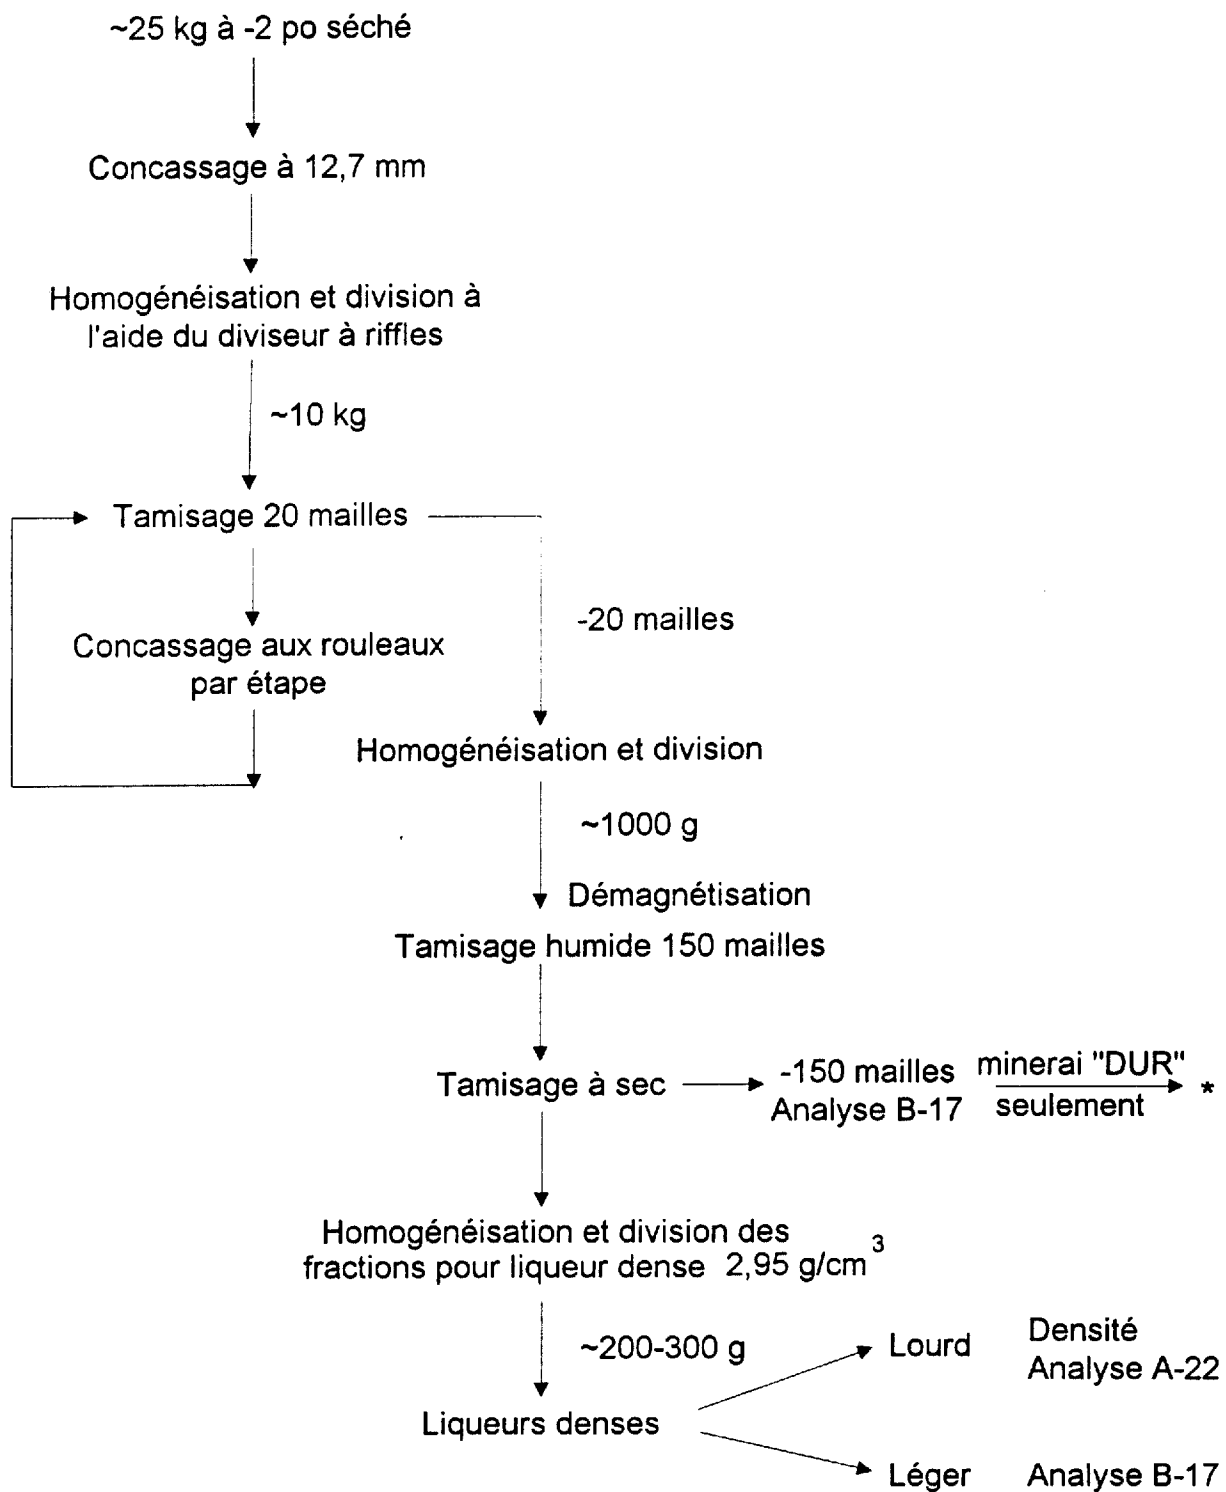 ~25 kg à -2 po séché
Concassage à 12,7 mm
Homogénéisation et division à
l'aide du diviseur à riffles
~10 kg
Tamisage 20 mailles
-20 mailles
Concassage aux rouleaux
par étape
Homogénéisation et division
~1000 g
Démagnétisation
Tamisage humide 150 mailles
Tamisage à sec
-150 mailles
Analyse B-17
minerai "DUR"
seulement
*
Homogénéisation et division des
fractions pour liqueur dense 2,95 g/cm³
~200-300 g
Lourd
Densité
Analyse A-22
Liqueurs denses
Léger
Analyse B-17